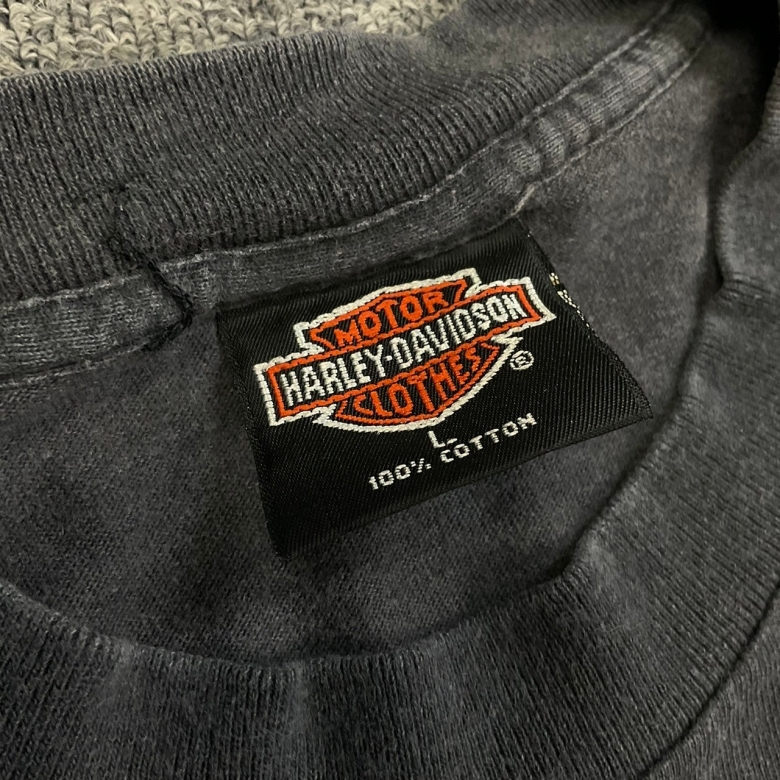 MOTOR
HARLEY-DAVIDSON
CLOTHES
®
L
100% COTTON